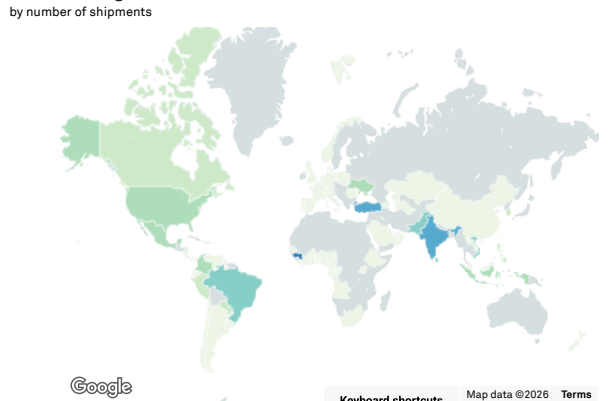 by number of shipments
Google
Keyboard shortcuts
Map data ©2026
Terms